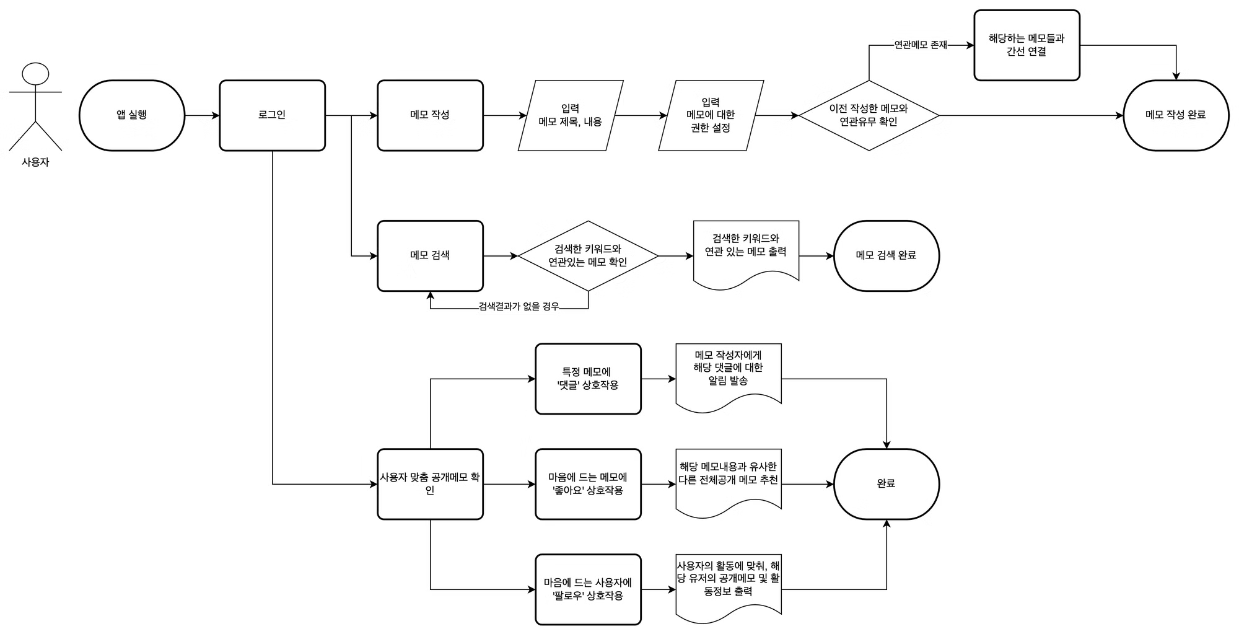 사용자
앱 실행
로그인
메모 작성
입력
메모 제목, 내용
입력
메모에 대한
권한 설정
이전 작성한 메모와
연관유무 확인
연관메모 존재
해당하는 메모들과
간선 연결
메모 작성 완료
메모 검색
검색한 키워드와
연관있는 메모 확인
검색결과가 없을 경우
검색한 키워드와
연관 있는 메모 출력
메모 검색 완료
사용자 맞춤 공개메모 확
인
특정 메모에
'댓글' 상호작용
메모 작성자에게
해당 댓글에 대한
알림 발송
마음에 드는 메모에
'좋아요' 상호작용
해당 메모내용과 유사한
다른 전체공개 메모 추천
완료
마음에 드는 사용자에
'팔로우' 상호작용
사용자의 활동에 맞춰, 해
당 유저의 공개메모 및 활
동정보 출력